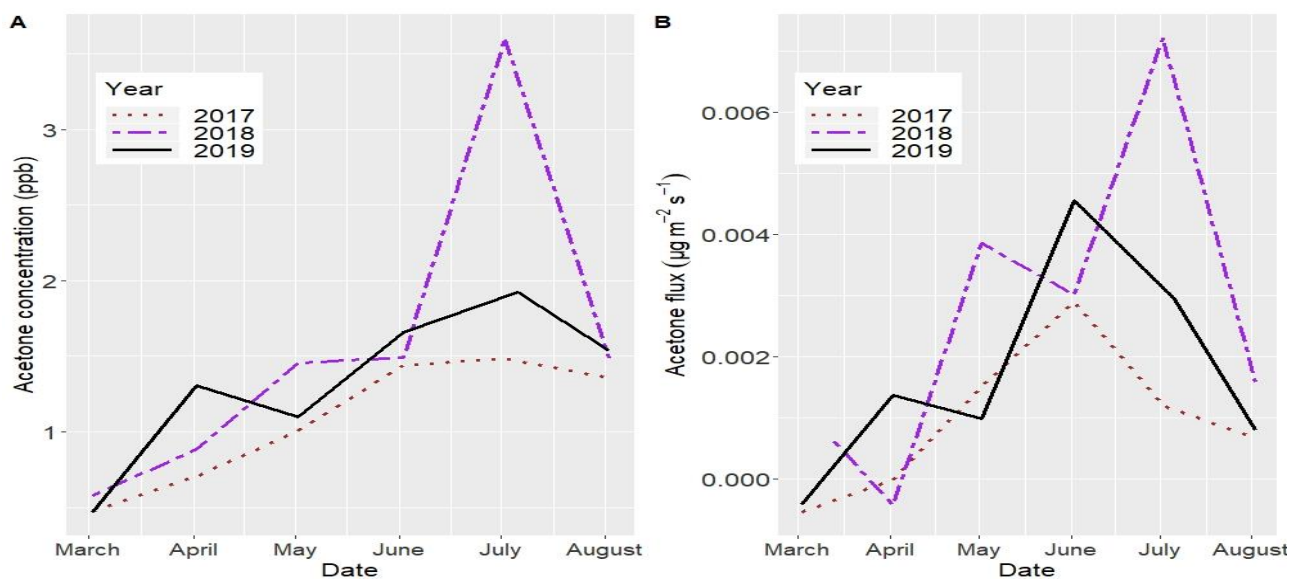 A
Acetone concentration (ppb)
3
2
1
Year
2017
2018
2019
March April May June July August
Date
B
Acetone flux (µg m⁻² s⁻¹)
0.006
0.004
0.002
0.000
Year
2017
2018
2019
March April May June July August
Date